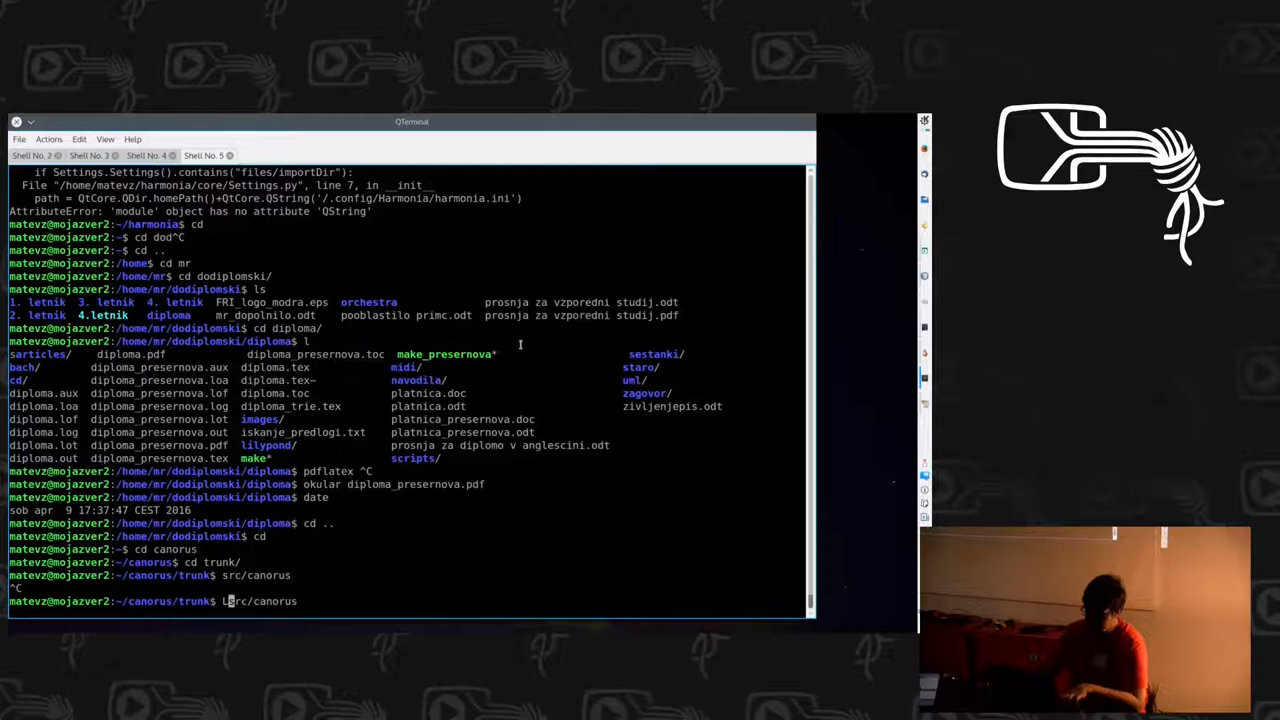 QTerminal
File Actions Edit View Help
Shell No. 2 Shell No. 3 Shell No. 4 Shell No. 5
if Settings.Settings().contains("files/importDir"):
File "/home/matevz/harmonia/core/Settings.py", line 7, in __init__
path = QtCore.QDir.homePath()+QtCore.QString('/.config/Harmonia/harmonia.ini')
AttributeError: 'module' object has no attribute 'QString'
matevz@mojazver2:~/harmonia$ cd
matevz@mojazver2:~$ cd dod^C
matevz@mojazver2:~$ cd ..
matevz@mojazver2:/home$ cd mr
matevz@mojazver2:/home/mr$ cd dodiplomski/
matevz@mojazver2:/home/mr/dodiplomski$ ls
1. letnik 3. letnik 4. letnik FRI_logo_modra.eps orchestra prosnja za vzporedni studij.odt
2. letnik 4.letnik diploma mr_dopolnilo.odt pooblastilo primc.odt prosnja za vzporedni studij.pdf
matevz@mojazver2:/home/mr/dodiplomski$ cd diploma/
matevz@mojazver2:/home/mr/dodiplomski/diploma$ l
sarticles/ diploma.pdf diploma_presernova.toc make_presernova* sestanki/
bach/ diploma_presernova.aux diploma.tex midi/ staro/
cd/ diploma_presernova.loa diploma.tex~ navodila/ uml/
diploma.aux diploma_presernova.lof diploma.toc platnica.doc zagovor/
diploma.loa diploma_presernova.log diploma_trie.tex platnica.odt zivljenjepis.odt
diploma.lof diploma_presernova.lot images/ platnica_presernova.doc
diploma.log diploma_presernova.out iskanje_predlogi.txt platnica_presernova.odt
diploma.lot diploma_presernova.pdf lilypond/ prosnja za diplomo v anglescini.odt
diploma.out diploma_presernova.tex make* scripts/
matevz@mojazver2:/home/mr/dodiplomski/diploma$ pdflatex ^C
matevz@mojazver2:/home/mr/dodiplomski/diploma$ okular diploma_presernova.pdf
matevz@mojazver2:/home/mr/dodiplomski/diploma$ date
sob apr  9 17:37:47 CEST 2016
matevz@mojazver2:/home/mr/dodiplomski/diploma$ cd ..
matevz@mojazver2:/home/mr/dodiplomski$ cd
matevz@mojazver2:~$ cd canorus
matevz@mojazver2:~/canorus$ cd trunk/
matevz@mojazver2:~/canorus/trunk$ src/canorus
^C
matevz@mojazver2:~/canorus/trunk$ Lsrc/canorus